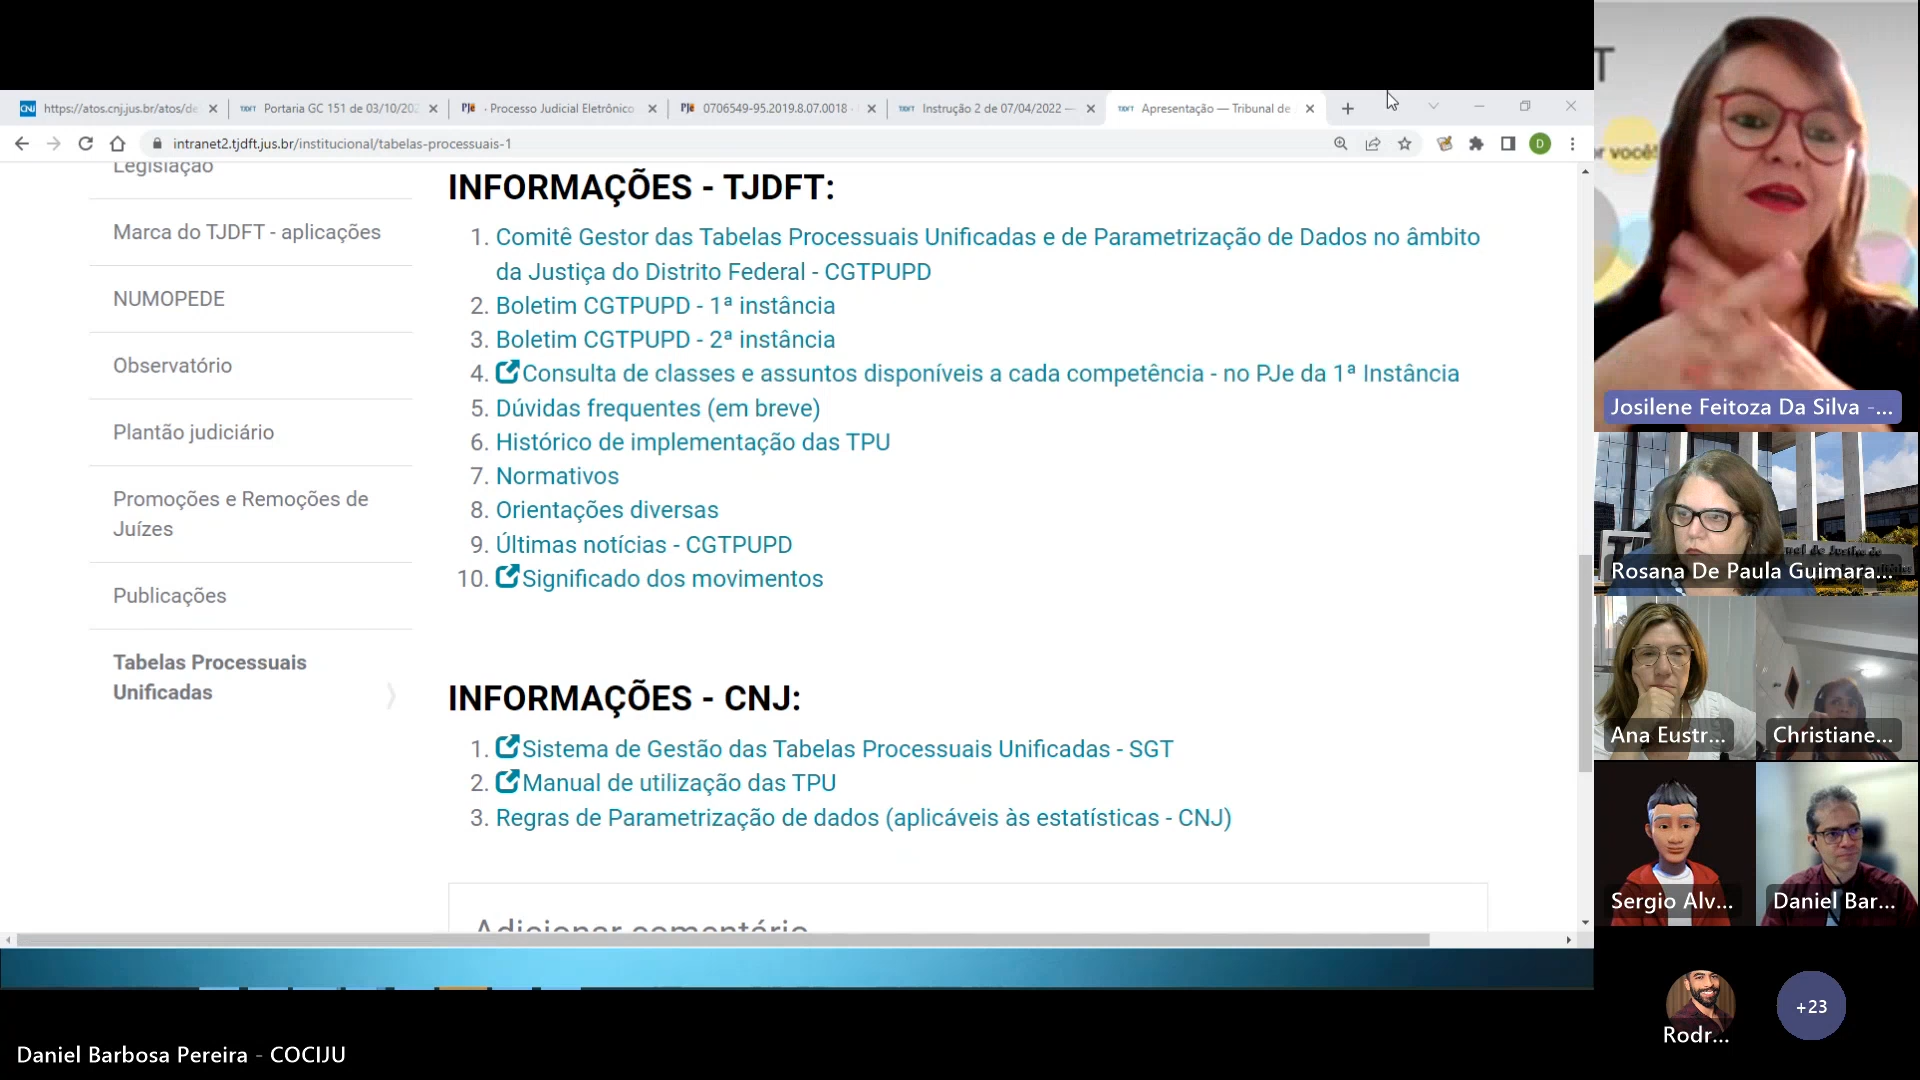 https://atos.cnj.jus.br/atos/de
Portaria GC 151 de 03/10/202
PJe · Processo Judicial Eletrônico
PJe 0706549-95.2019.8.07.0018 ·
Instrução 2 de 07/04/2022 —
Apresentação — Tribunal de
intranet2.tjdft.jus.br/institucional/tabelas-processuais-1
D
Legislação
Marca do TJDFT - aplicações
NUMOPEDE
Observatório
Plantão judiciário
Promoções e Remoções de
Juízes
Publicações
Tabelas Processuais
Unificadas
INFORMAÇÕES - TJDFT:
1. Comitê Gestor das Tabelas Processuais Unificadas e de Parametrização de Dados no âmbito
da Justiça do Distrito Federal - CGTPUPD
2. Boletim CGTPUPD - 1ª instância
3. Boletim CGTPUPD - 2ª instância
4. Consulta de classes e assuntos disponíveis a cada competência - no PJe da 1ª Instância
5. Dúvidas frequentes (em breve)
6. Histórico de implementação das TPU
7. Normativos
8. Orientações diversas
9. Últimas notícias - CGTPUPD
10. Significado dos movimentos
INFORMAÇÕES - CNJ:
1. Sistema de Gestão das Tabelas Processuais Unificadas - SGT
2. Manual de utilização das TPU
3. Regras de Parametrização de dados (aplicáveis às estatísticas - CNJ)
Adicionar comentário
T
r você!
Josilene Feitoza Da Silva -...
Rosana De Paula Guimara...
Ana Eustr...
Christiane...
Sergio Alv...
Daniel Bar...
Rodr...
+23
Daniel Barbosa Pereira - COCIJU